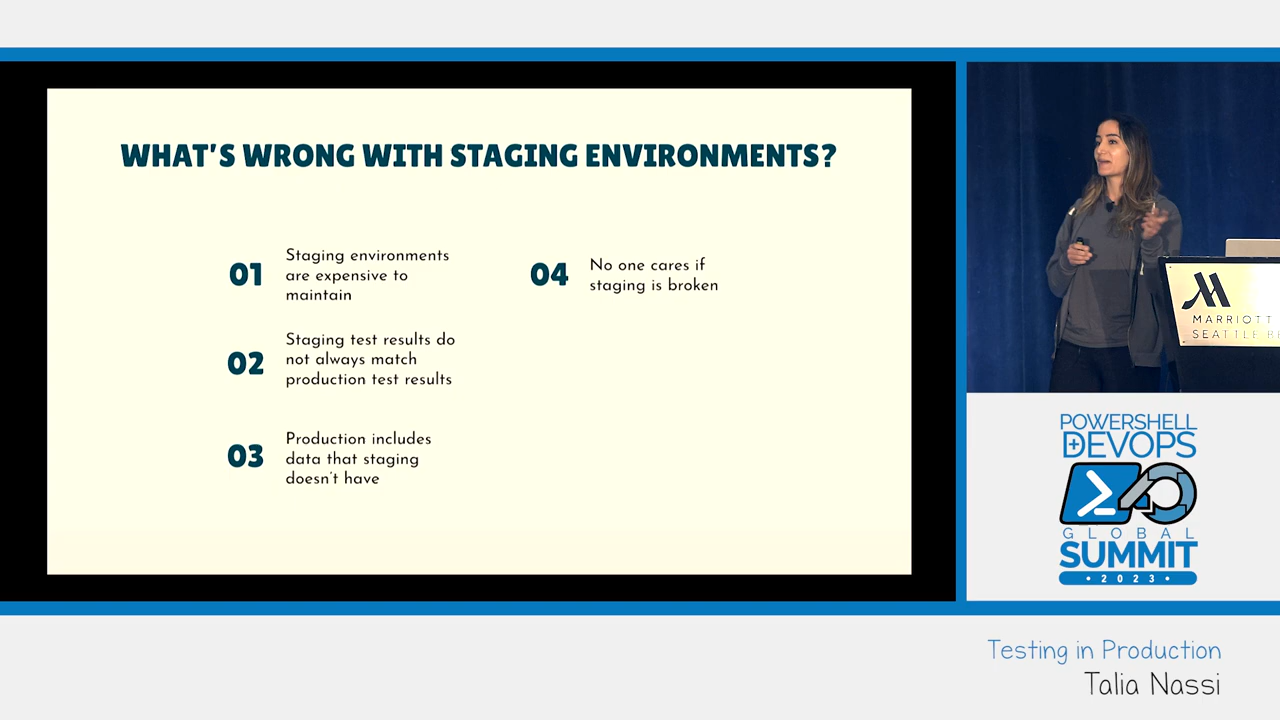 WHAT'S WRONG WITH STAGING ENVIRONMENTS?
01
Staging environments
are expensive to
maintain
02
Staging test results do
not always match
production test results
03
Production includes
data that staging
doesn't have
04
No one cares if
staging is broken
MARRIOTT
SEATTLE
POWERSHELL
+DEVOPS
GLOBAL
SUMMIT
• 2023 •
Testing in Production
Talia Nassi